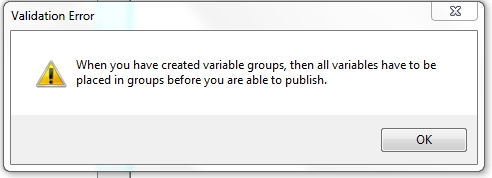 Validation Error
When you have created variable groups, then all variables have to be
placed in groups before you are able to publish.
OK